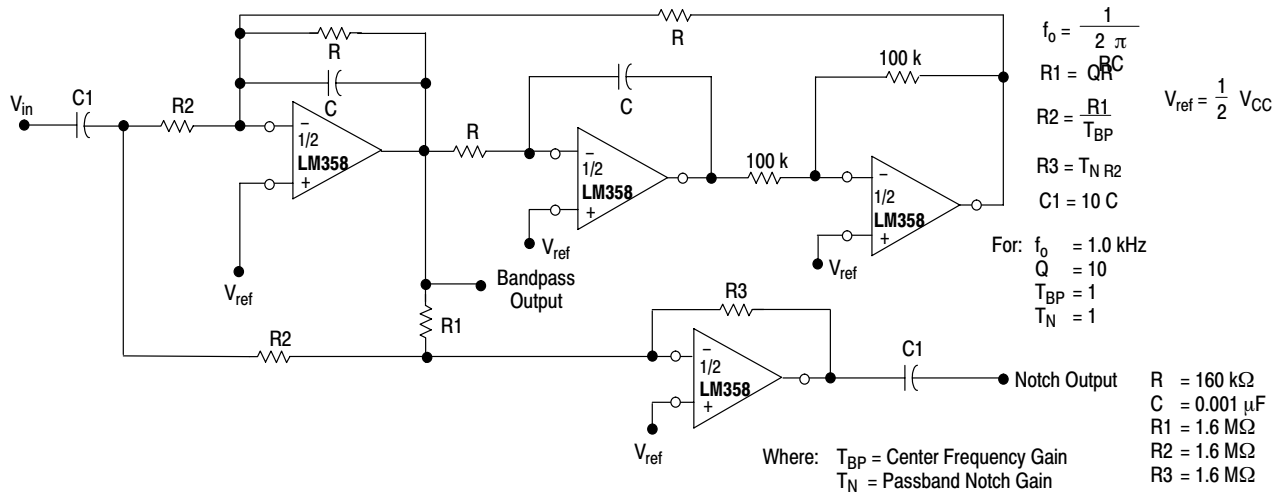 R
R
C
C1
V_in
R2
–
1/2
LM358
+
V_ref
R
C
–
1/2
LM358
+
V_ref
100 k
100 k
–
1/2
LM358
+
V_ref
Bandpass
Output
R1
R2
R3
–
1/2
LM358
+
V_ref
C1
Notch Output
f_o = 1 / 2 π RC
R1 = QR
R2 = R1 / T_BP
R3 = T_N R2
C1 = 10 C
V_ref = 1/2 V_CC
For: f_o = 1.0 kHz
Q = 10
T_BP = 1
T_N = 1
R = 160 kΩ
C = 0.001 μF
R1 = 1.6 MΩ
R2 = 1.6 MΩ
R3 = 1.6 MΩ
Where: T_BP = Center Frequency Gain
T_N = Passband Notch Gain